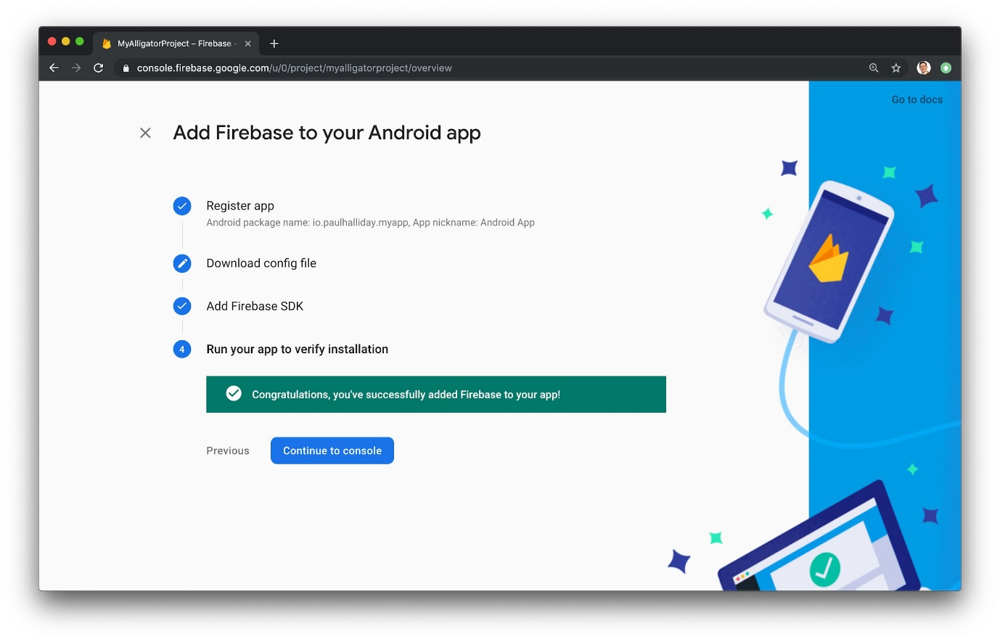 MyAlligatorProject – Firebase –
console.firebase.google.com/u/0/project/myalligatorproject/overview
Go to docs
Add Firebase to your Android app
Register app
Android package name: io.paulhalliday.myapp, App nickname: Android App
Download config file
Add Firebase SDK
4 Run your app to verify installation
Congratulations, you've successfully added Firebase to your app!
Previous Continue to console